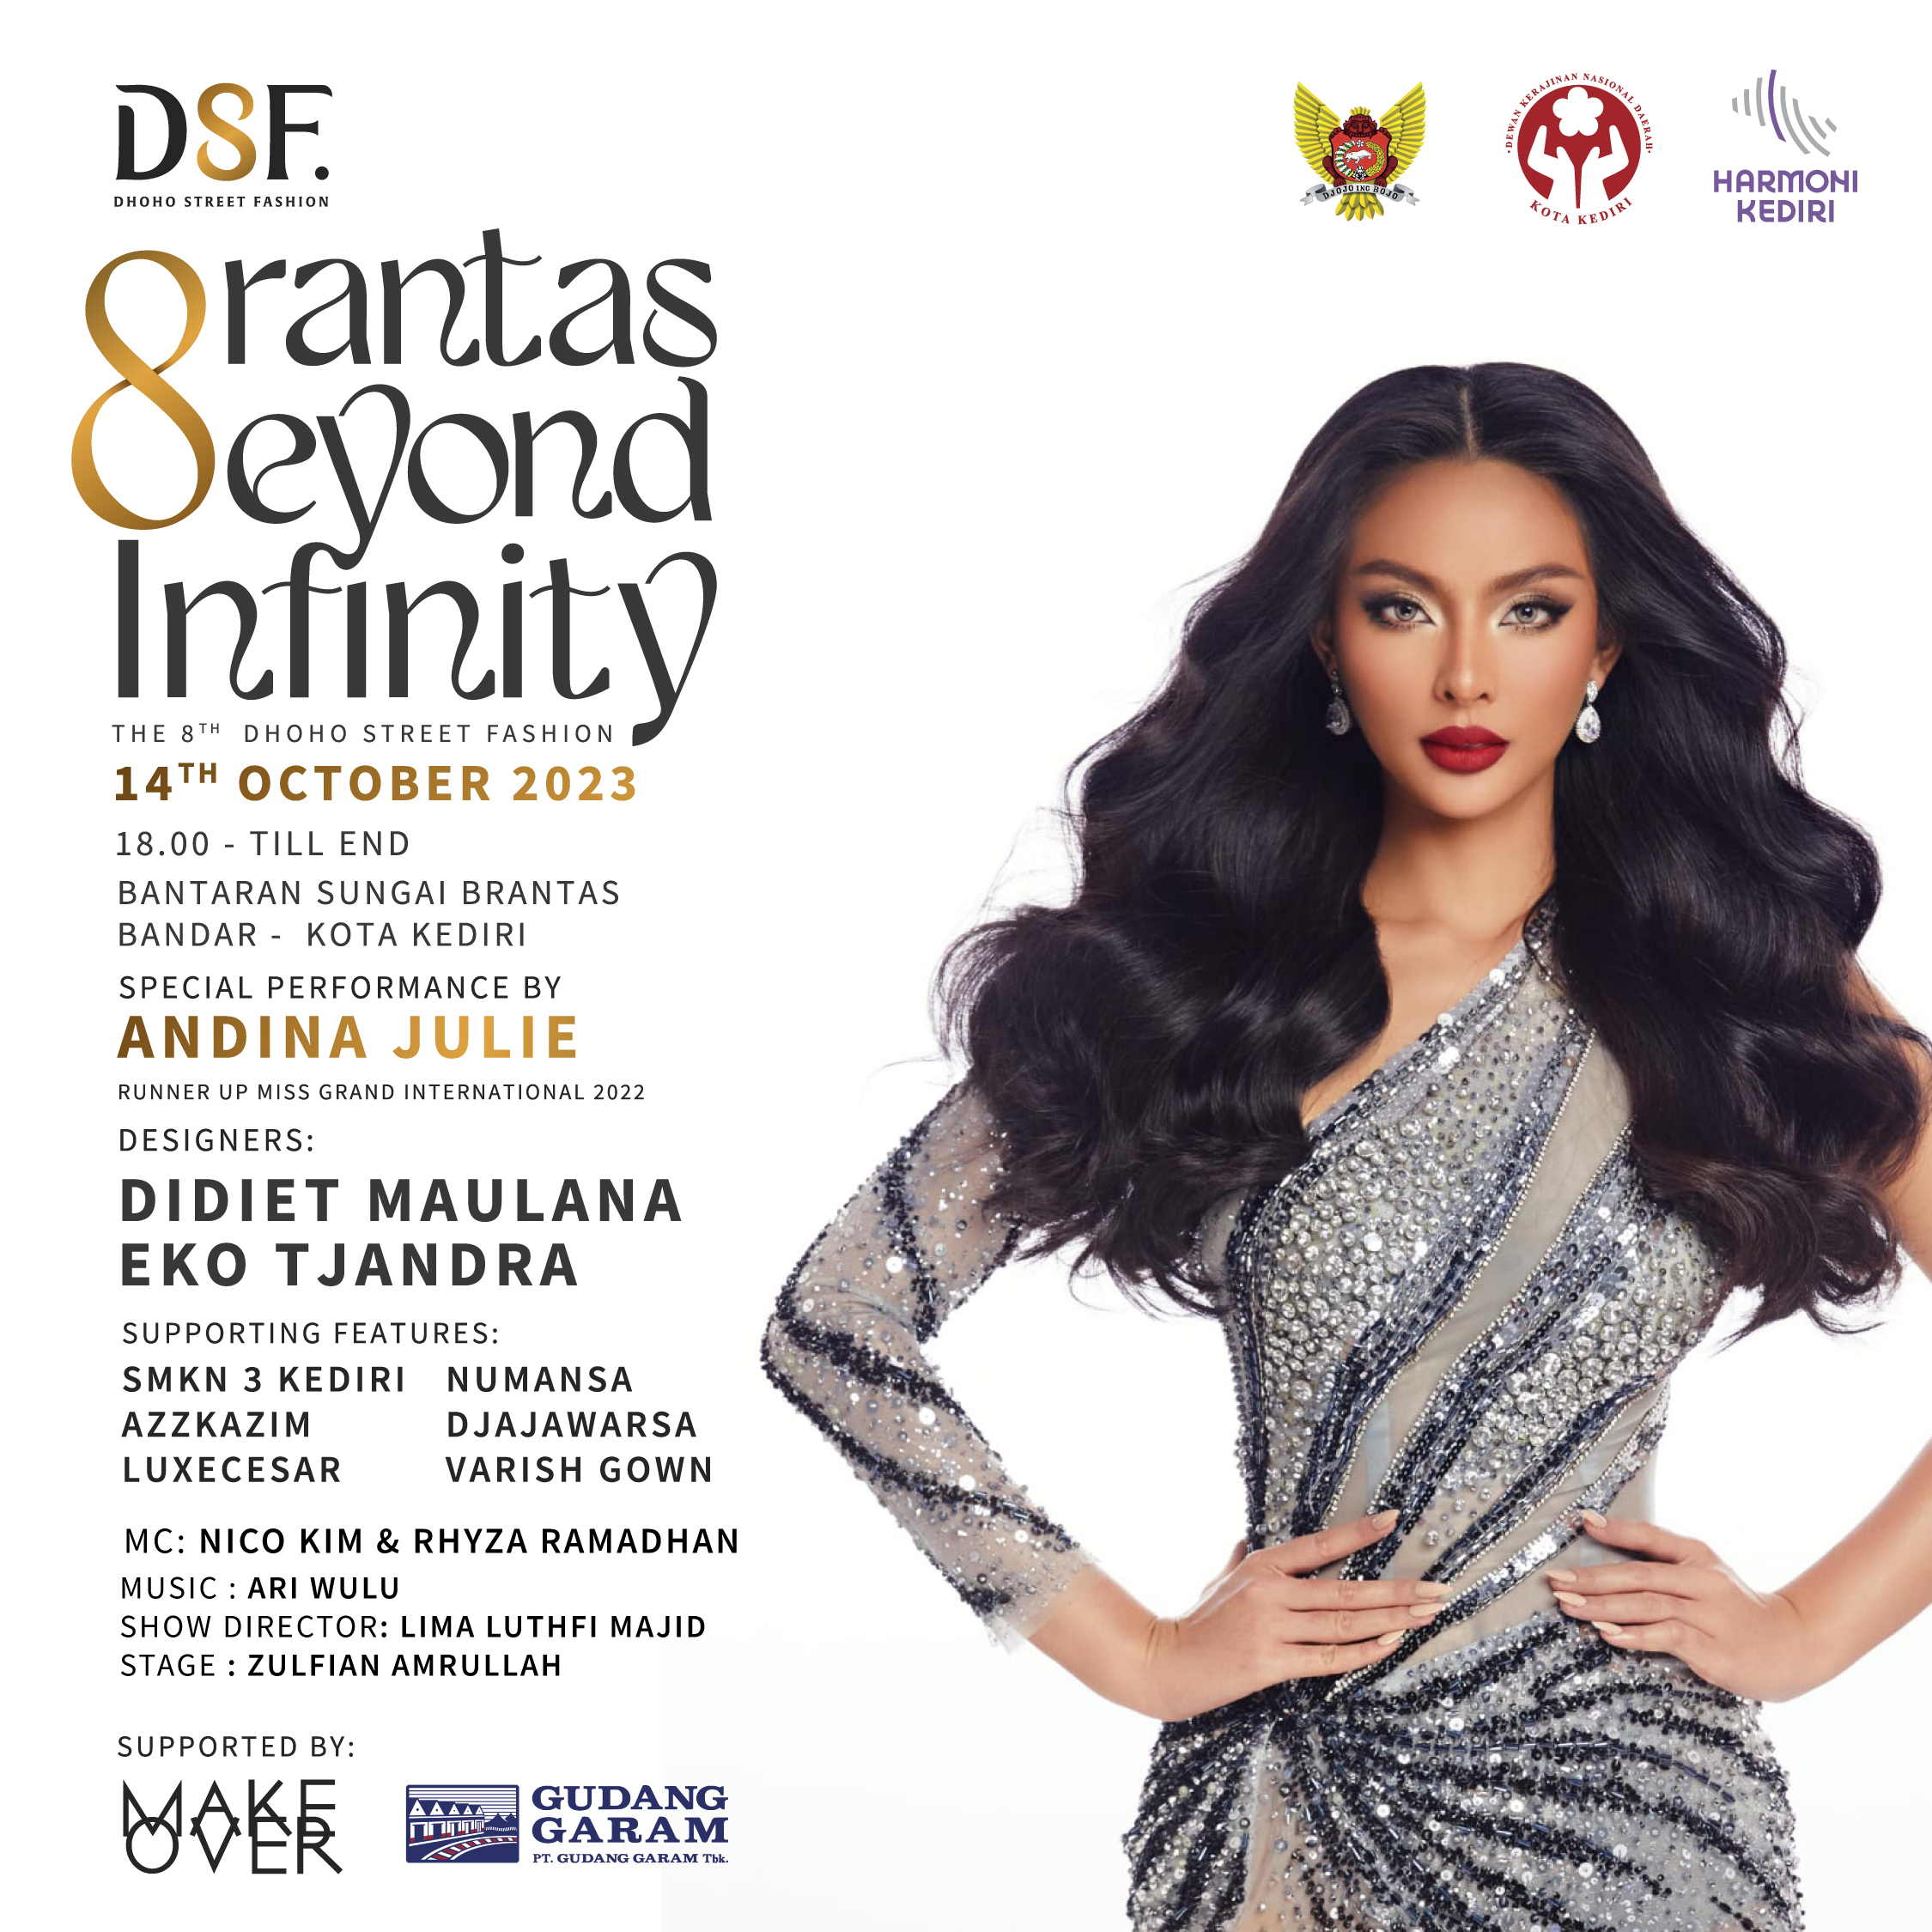 DSF.
DHOHO STREET FASHION
DJOJO ING BOJO
DEWAN KERAJINAN NASIONAL DAERAH
KOTA KEDIRI
HARMONI
KEDIRI
8rantas
8eyond
Infinity
THE 8TH DHOHO STREET FASHION
14TH OCTOBER 2023
18.00 - TILL END
BANTARAN SUNGAI BRANTAS
BANDAR - KOTA KEDIRI
SPECIAL PERFORMANCE BY
ANDINA JULIE
RUNNER UP MISS GRAND INTERNATIONAL 2022
DESIGNERS:
DIDIET MAULANA
EKO TJANDRA
SUPPORTING FEATURES:
SMKN 3 KEDIRI NUMANSA
AZZKAZIM DJAJAWARSA
LUXECESAR VARISH GOWN
MC: NICO KIM & RHYZA RAMADHAN
MUSIC : ARI WULU
SHOW DIRECTOR: LIMA LUTHFI MAJID
STAGE : ZULFIAN AMRULLAH
SUPPORTED BY:
MAKE
OVER
GUDANG
GARAM
PT. GUDANG GARAM Tbk.